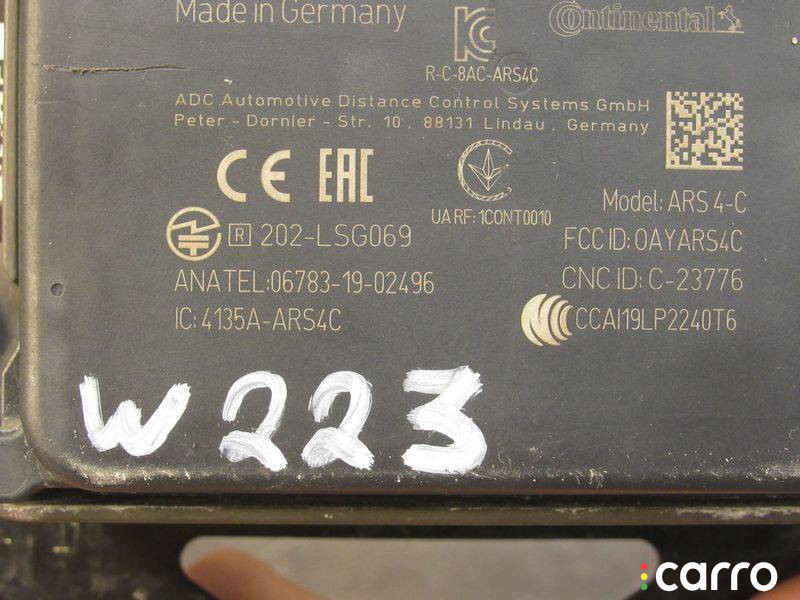 Made in Germany
Continental
R-C-8AC-ARS4C
ADC Automotive Distance Control Systems GmbH
Peter - Dornier - Str. 10, 88131 Lindau, Germany
CE EAC
UA RF: 1CONT0010
Model: ARS 4-C
R 202-LSG069
FCC ID: OAYARS4C
ANATEL:06783-19-02496
CNC ID: C-23776
IC: 4135A-ARS4C
CCAI19LP2240T6
W223
carro